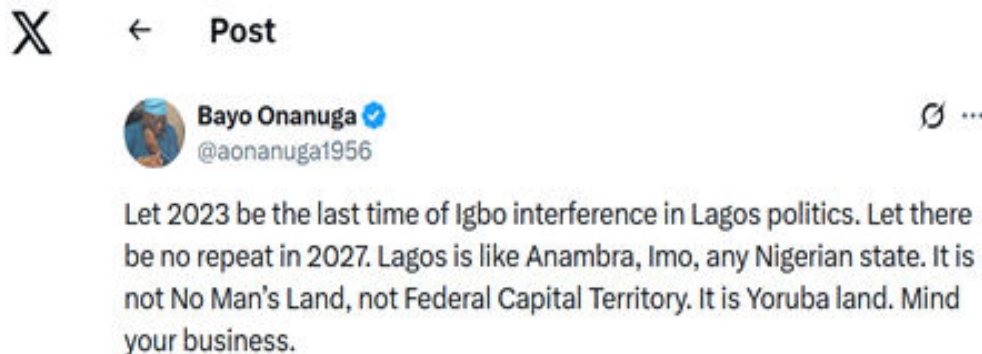 Post
Bayo Onanuga
@aonanuga1956
Let 2023 be the last time of Igbo interference in Lagos politics. Let there
be no repeat in 2027. Lagos is like Anambra, Imo, any Nigerian state. It is
not No Man’s Land, not Federal Capital Territory. It is Yoruba land. Mind
your business.